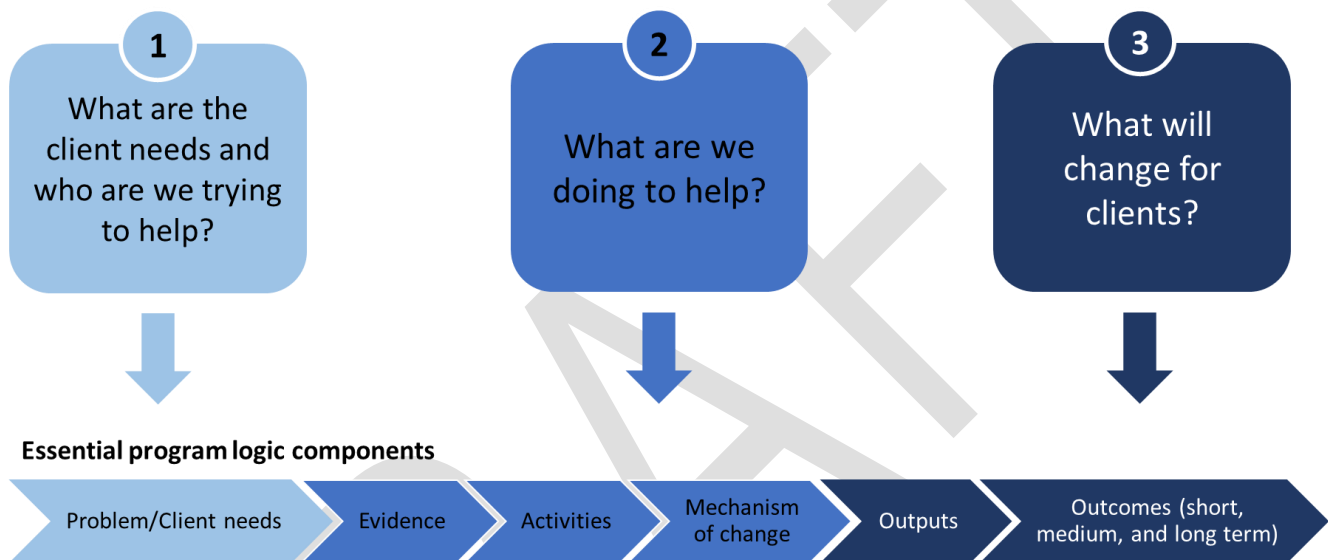 1
What are the
client needs and
who are we trying
to help?
2
What are we
doing to help?
3
What will
change for
clients?
Essential program logic components
Problem/Client needs
Evidence
Activities
Mechanism
of change
Outputs
Outcomes (short,
medium, and long term)